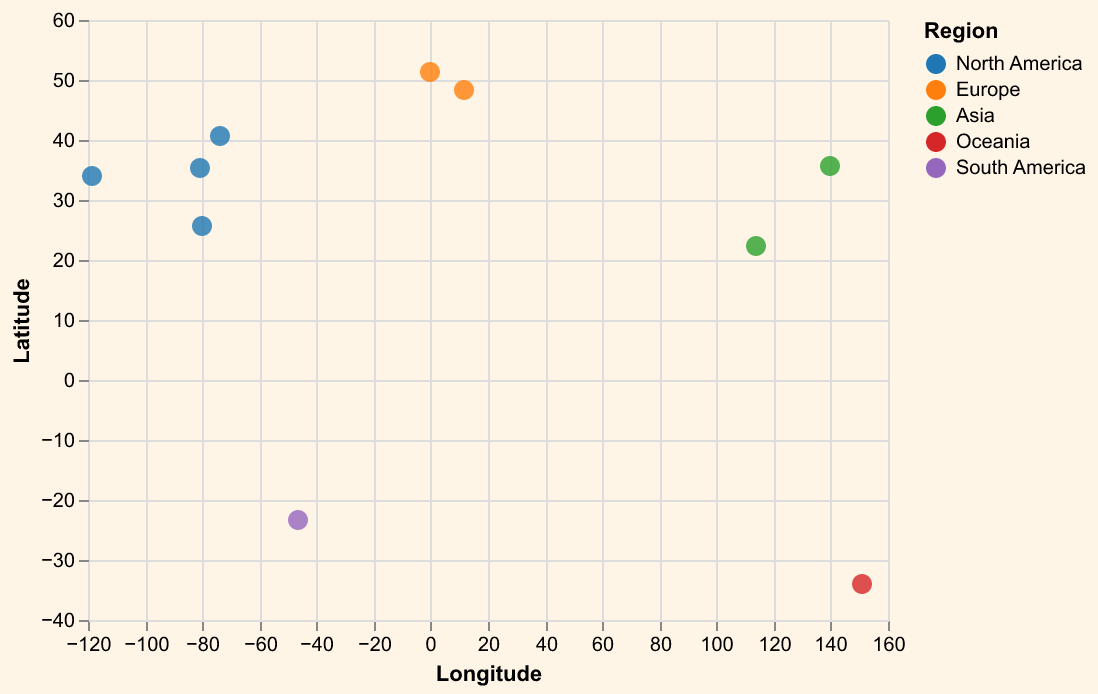 60
50
40
30
20
10
0
−10
−20
−30
−40
Latitude
−120 −100 −80 −60 −40 −20 0 20 40 60 80 100 120 140 160
Longitude
Region
North America
Europe
Asia
Oceania
South America